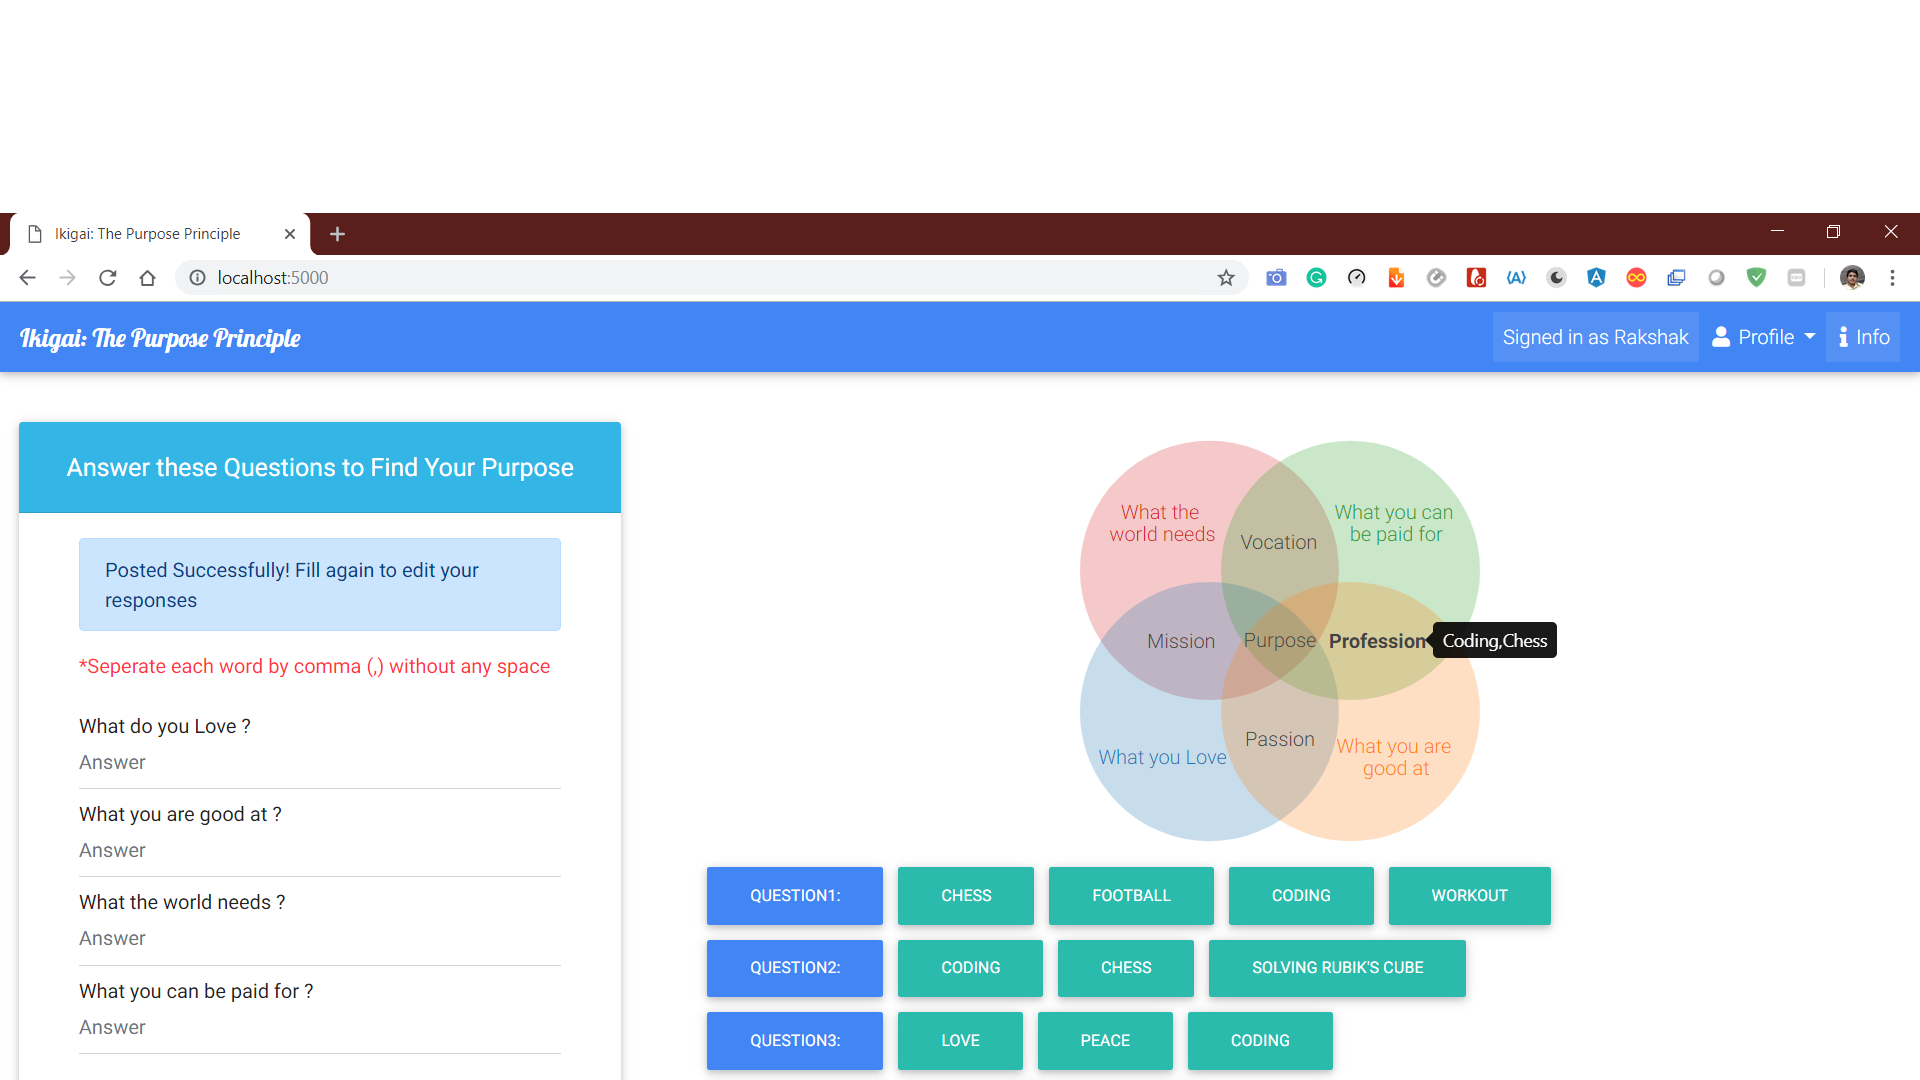 Ikigai: The Purpose Principle
localhost:5000
Ikigai: The Purpose Principle
Signed in as Rakshak
Profile
Info
Answer these Questions to Find Your Purpose
Posted Successfully! Fill again to edit your
responses
*Seperate each word by comma (,) without any space
What do you Love ?
Answer
What you are good at ?
Answer
What the world needs ?
Answer
What you can be paid for ?
Answer
What the
world needs
What you can
be paid for
Vocation
Mission
Purpose
Profession
Coding,Chess
What you Love
Passion
What you are
good at
QUESTION1: CHESS FOOTBALL CODING WORKOUT
QUESTION2: CODING CHESS SOLVING RUBIK'S CUBE
QUESTION3: LOVE PEACE CODING